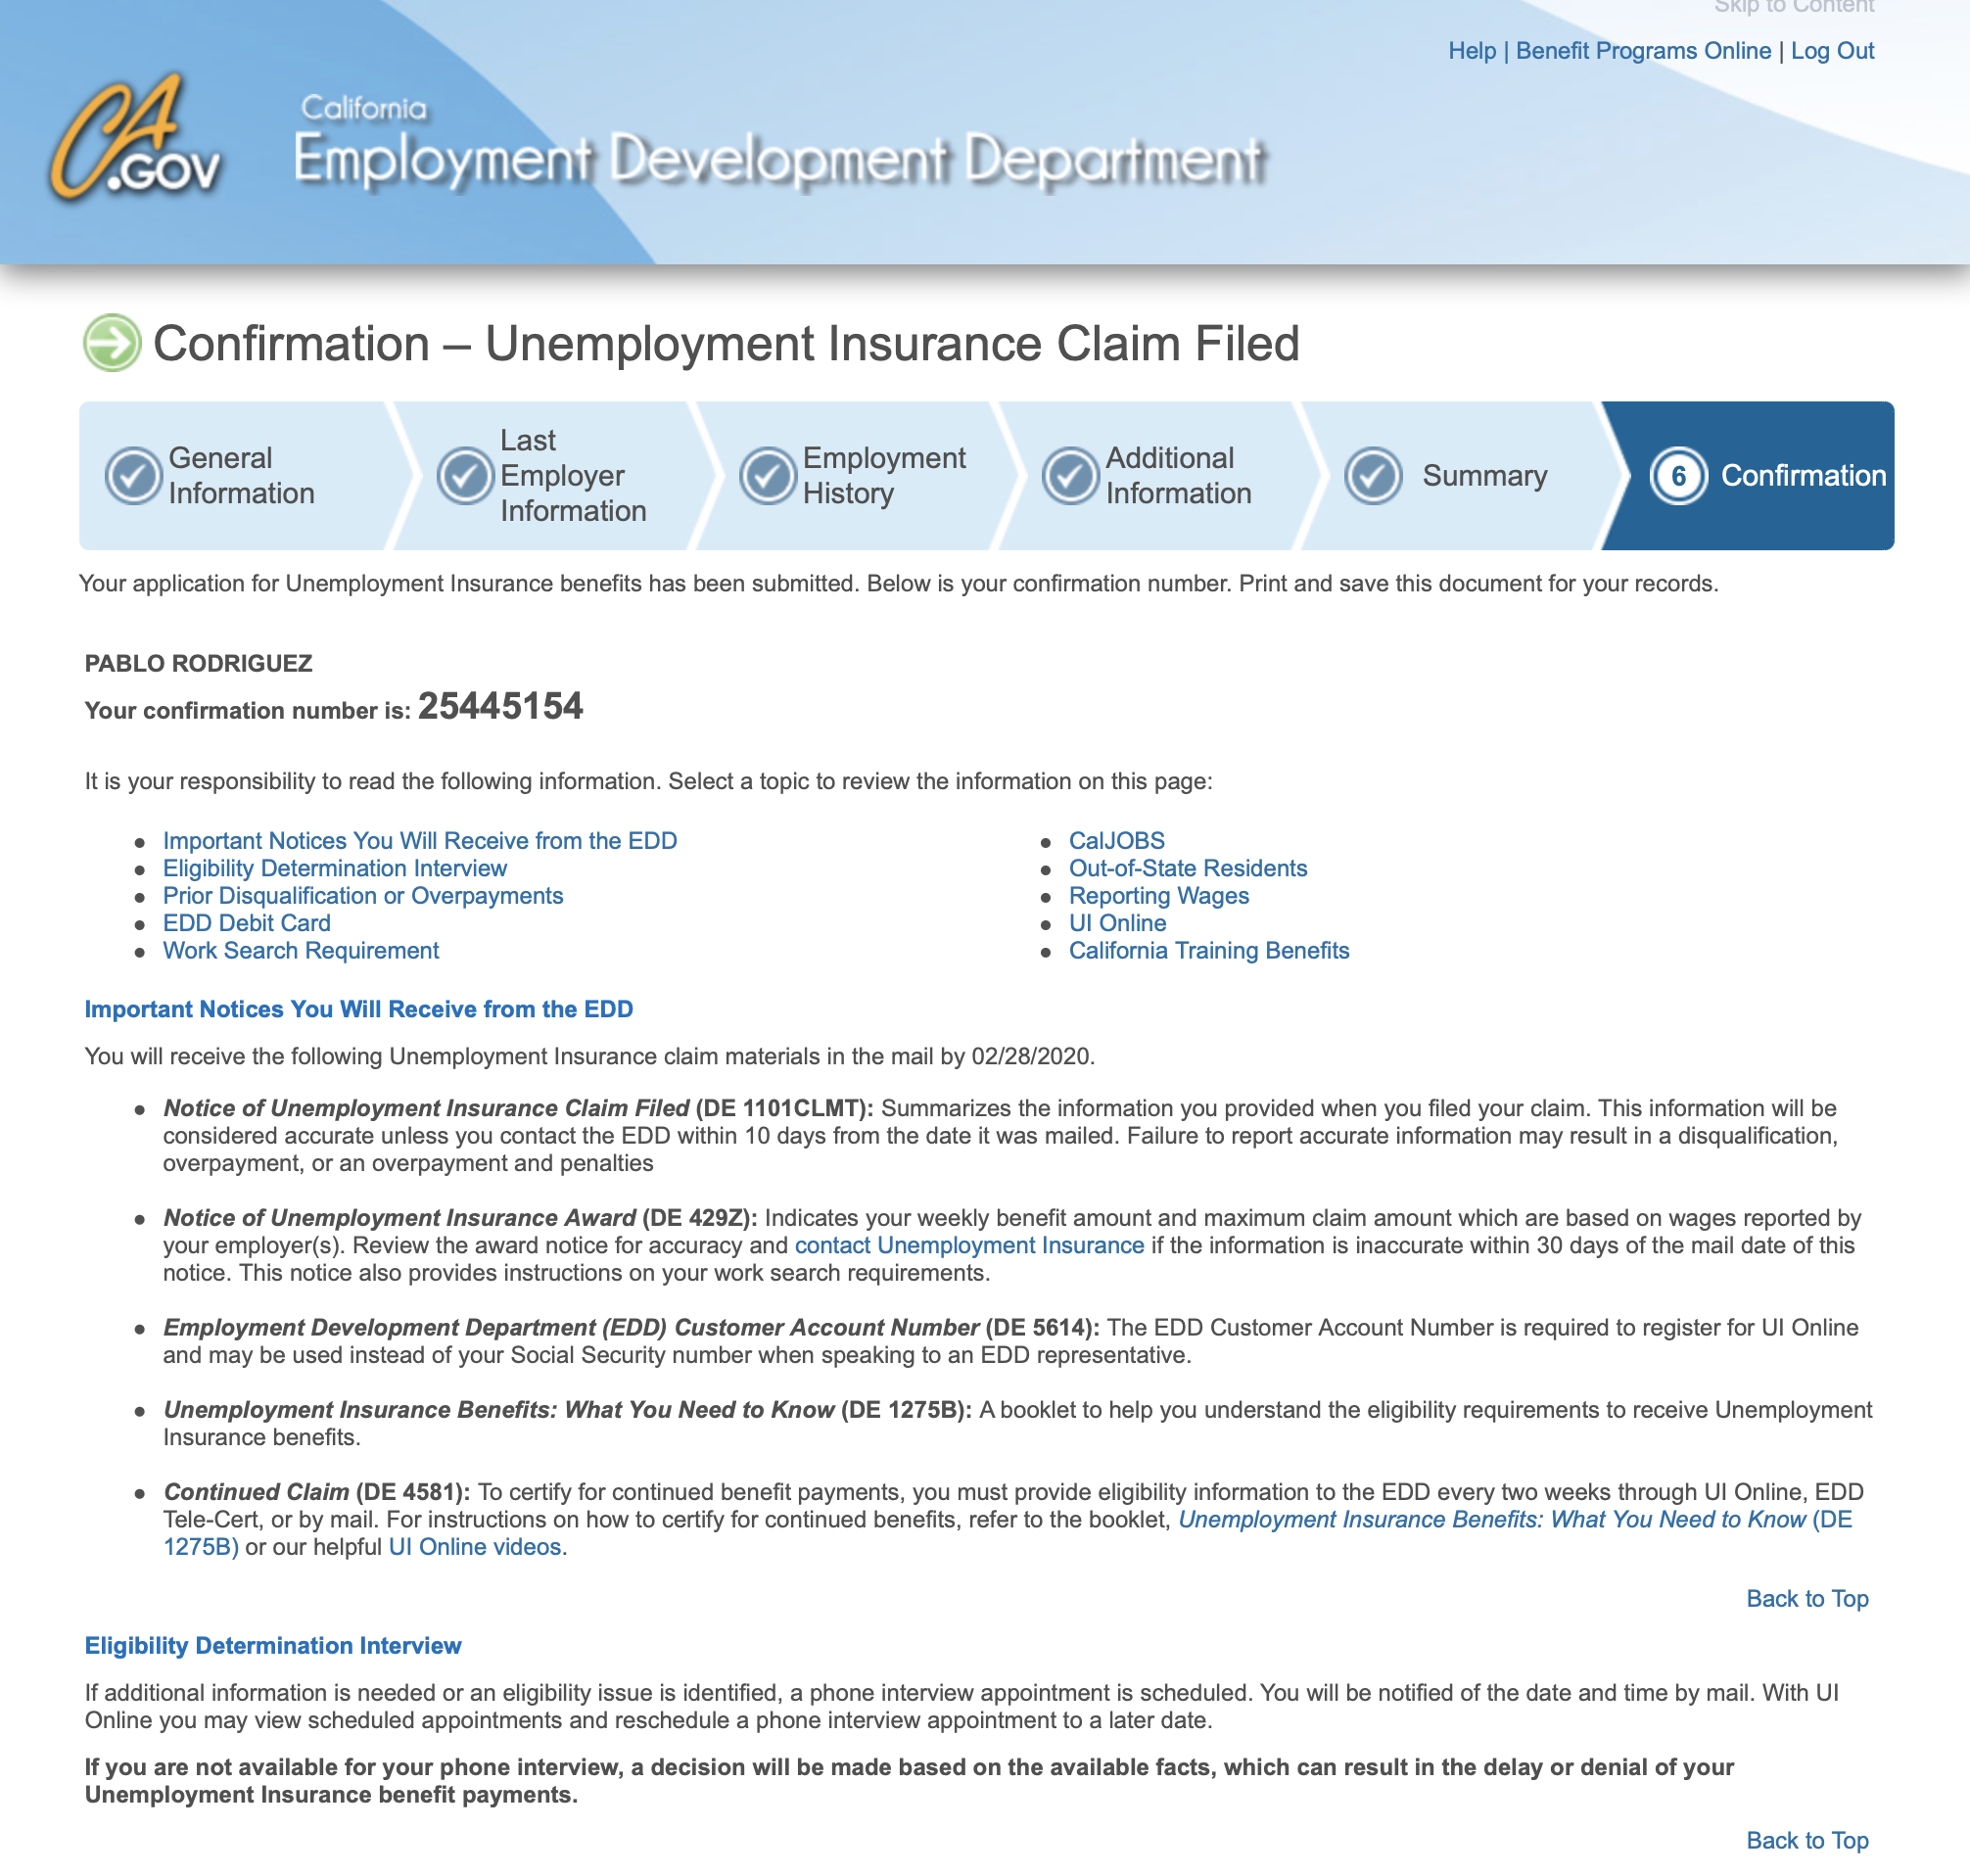 Skip to Content
Help | Benefit Programs Online | Log Out
CA
.GOV
California
Employment Development Department
Confirmation – Unemployment Insurance Claim Filed
General
Information
Last
Employer
Information
Employment
History
Additional
Information
Summary
6 Confirmation
Your application for Unemployment Insurance benefits has been submitted. Below is your confirmation number. Print and save this document for your records.
PABLO RODRIGUEZ
Your confirmation number is: 25445154
It is your responsibility to read the following information. Select a topic to review the information on this page:
● Important Notices You Will Receive from the EDD
● Eligibility Determination Interview
● Prior Disqualification or Overpayments
● EDD Debit Card
● Work Search Requirement
● CalJOBS
● Out-of-State Residents
● Reporting Wages
● UI Online
● California Training Benefits
Important Notices You Will Receive from the EDD
You will receive the following Unemployment Insurance claim materials in the mail by 02/28/2020.
● Notice of Unemployment Insurance Claim Filed (DE 1101CLMT): Summarizes the information you provided when you filed your claim. This information will be
considered accurate unless you contact the EDD within 10 days from the date it was mailed. Failure to report accurate information may result in a disqualification,
overpayment, or an overpayment and penalties
● Notice of Unemployment Insurance Award (DE 429Z): Indicates your weekly benefit amount and maximum claim amount which are based on wages reported by
your employer(s). Review the award notice for accuracy and contact Unemployment Insurance if the information is inaccurate within 30 days of the mail date of this
notice. This notice also provides instructions on your work search requirements.
● Employment Development Department (EDD) Customer Account Number (DE 5614): The EDD Customer Account Number is required to register for UI Online
and may be used instead of your Social Security number when speaking to an EDD representative.
● Unemployment Insurance Benefits: What You Need to Know (DE 1275B): A booklet to help you understand the eligibility requirements to receive Unemployment
Insurance benefits.
● Continued Claim (DE 4581): To certify for continued benefit payments, you must provide eligibility information to the EDD every two weeks through UI Online, EDD
Tele-Cert, or by mail. For instructions on how to certify for continued benefits, refer to the booklet, Unemployment Insurance Benefits: What You Need to Know (DE
1275B) or our helpful UI Online videos.
Back to Top
Eligibility Determination Interview
If additional information is needed or an eligibility issue is identified, a phone interview appointment is scheduled. You will be notified of the date and time by mail. With UI
Online you may view scheduled appointments and reschedule a phone interview appointment to a later date.
If you are not available for your phone interview, a decision will be made based on the available facts, which can result in the delay or denial of your
Unemployment Insurance benefit payments.
Back to Top